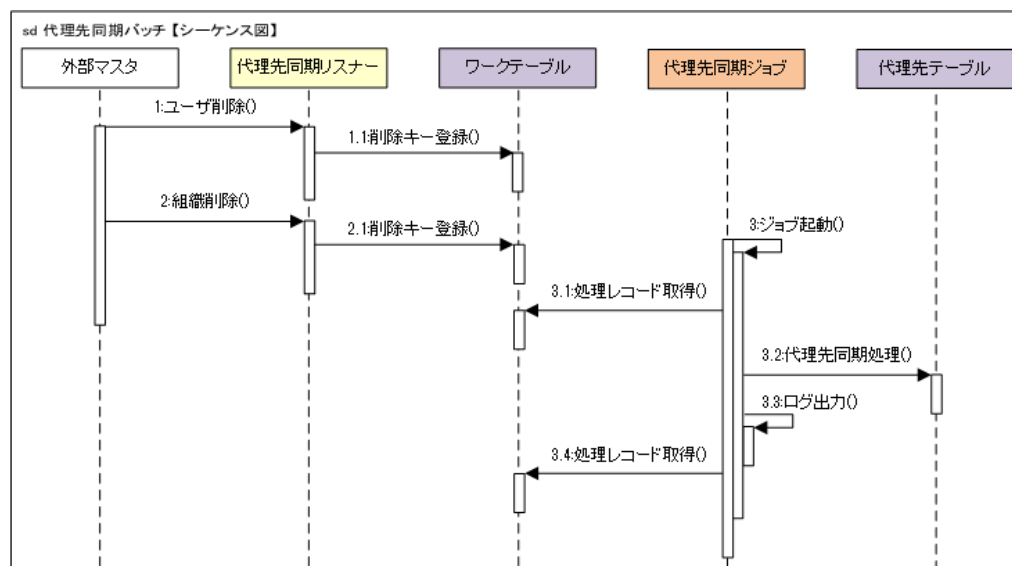 sd 代理先同期バッチ【シーケンス図】
外部マスタ
代理先同期リスナー
ワークテーブル
代理先同期ジョブ
代理先テーブル
1:ユーザ削除()
1.1:削除キー登録()
2:組織削除()
2.1:削除キー登録()
3:ジョブ起動()
3.1:処理レコード取得()
3.2:代理先同期処理()
3.3:ログ出力()
3.4:処理レコード取得()